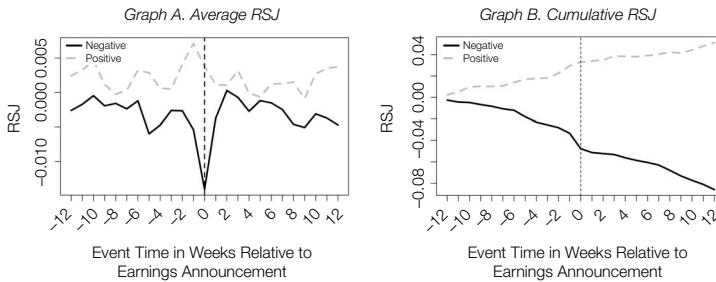 Graph A. Average RSJ
Negative
Positive
RSJ
0.005
0.000
−0.010
−12 −10 −8 −6 −4 −2 0 2 4 6 8 10 12
Event Time in Weeks Relative to
Earnings Announcement
Graph B. Cumulative RSJ
Negative
Positive
RSJ
0.04
0.00
−0.04
−0.08
−12 −10 −8 −6 −4 −2 0 2 4 6 8 10 12
Event Time in Weeks Relative to
Earnings Announcement